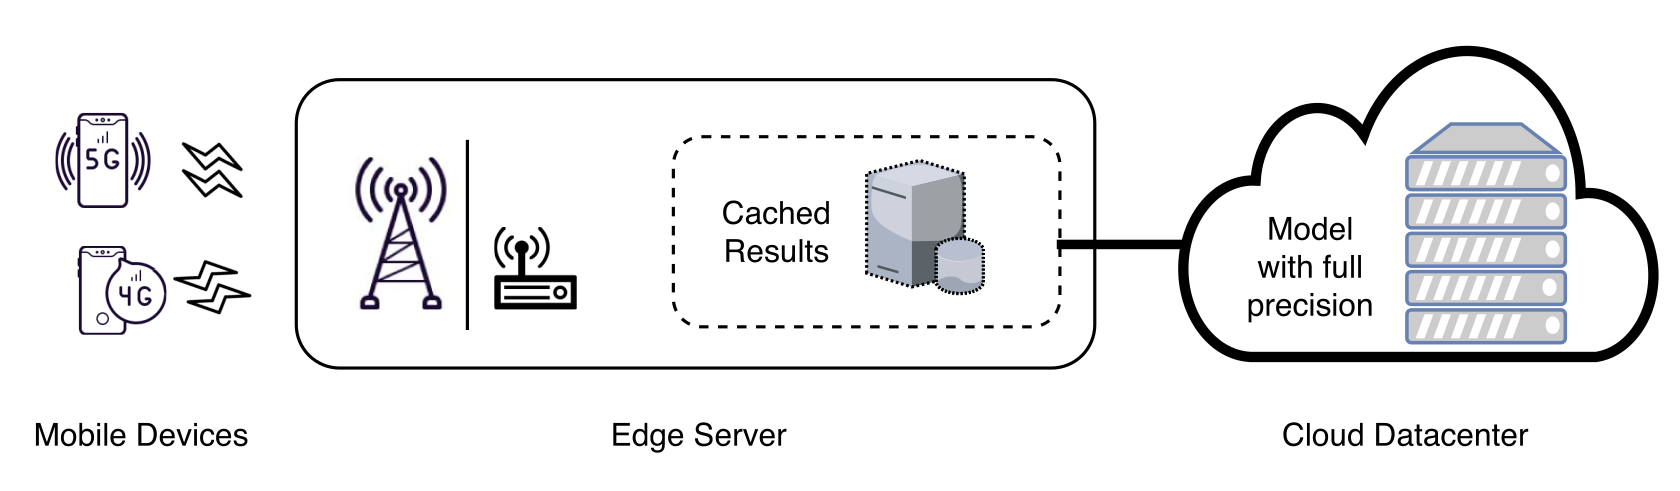 5G
4G
Cached
Results
Model
with full
precision
Mobile Devices
Edge Server
Cloud Datacenter